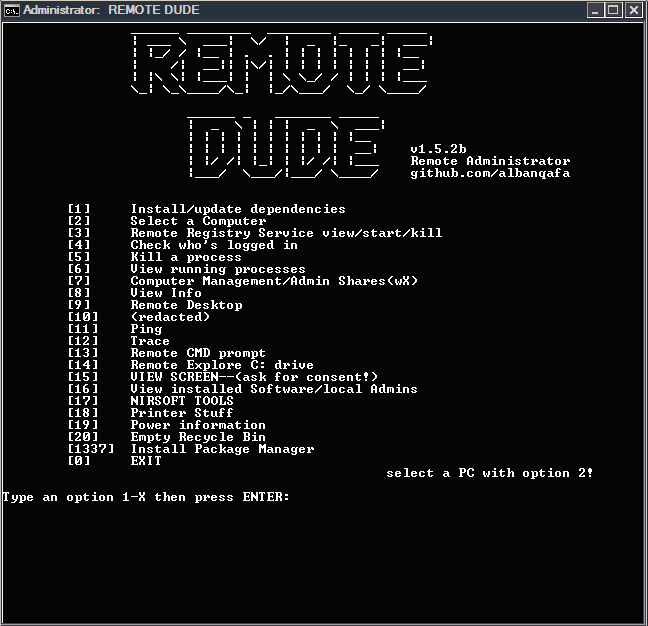 Administrator: REMOTE DUDE
REMOTE
DUDE
v1.5.2b
Remote Administrator
github.com/albanqafa
[1] Install/update dependencies
[2] Select a Computer
[3] Remote Registry Service view/start/kill
[4] Check who's logged in
[5] Kill a process
[6] View running processes
[7] Computer Management/Admin Shares(wX)
[8] View Info
[9] Remote Desktop
[10] (redacted)
[11] Ping
[12] Trace
[13] Remote CMD prompt
[14] Remote Explore C: drive
[15] VIEW SCREEN--(ask for consent!)
[16] View installed Software/local Admins
[17] NIRSOFT TOOLS
[18] Printer Stuff
[19] Power information
[20] Empty Recycle Bin
[1337] Install Package Manager
[0] EXIT
select a PC with option 2!
Type an option 1-X then press ENTER: